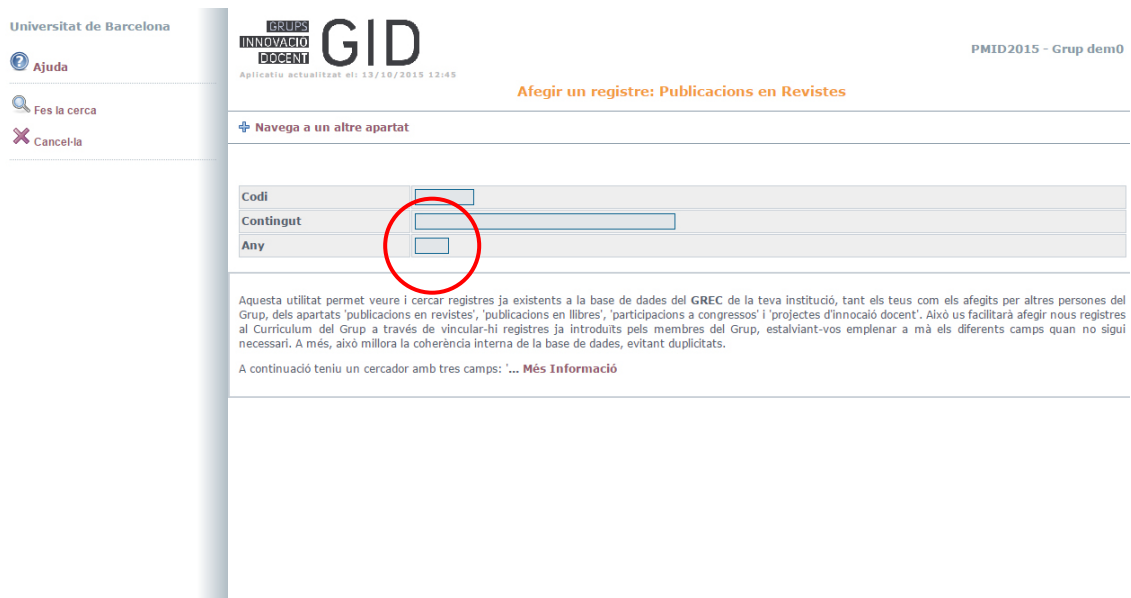 Universitat de Barcelona
Ajuda
Fes la cerca
Cancel·la
GRUPS
INNOVACIÓ
DOCENT
GID
Aplicatiu actualitzat el: 13/10/2015 12:45
PMID2015 - Grup dem0
Afegir un registre: Publicacions en Revistes
Navega a un altre apartat
Codi
Contingut
Any
Aquesta utilitat permet veure i cercar registres ja existents a la base de dades del GREC de la teva institució, tant els teus com els afegits per altres persones del
Grup, dels apartats 'publicacions en revistes', 'publicacions en llibres', 'participacions a congressos' i 'projectes d'innocaió docent'. Això us facilitarà afegir nous registres
al Curriculum del Grup a través de vincular-hi registres ja introduïts pels membres del Grup, estalviant-vos emplenar a mà els diferents camps quan no sigui
necessari. A més, això millora la coherència interna de la base de dades, evitant duplicitats.
A continuació teniu un cercador amb tres camps: '... Més Informació